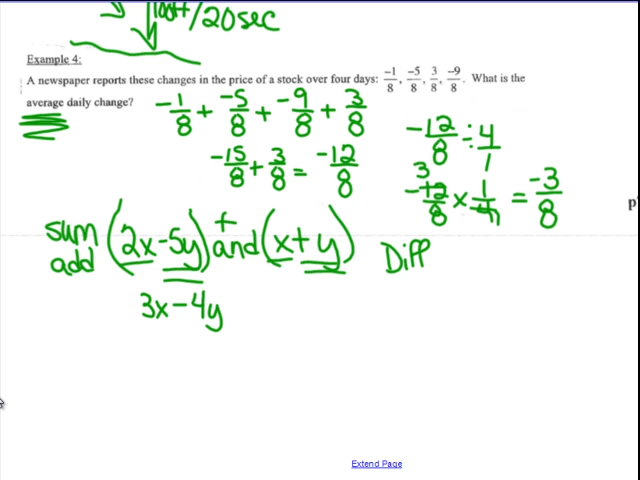 100ft/20sec
Example 4:
A newspaper reports these changes in the price of a stock over four days: -1/8, -5/8, 3/8, -9/8. What is the
average daily change?
-1/8 + -5/8 + -9/8 + 3/8
-15/8 + 3/8 = -12/8
-12/8 ÷ 4/1
3
-12/8 x 1/4 = -3/8
p
sum (2x-5y) + and (x+y) Diff
add
3x-4y
Extend Page